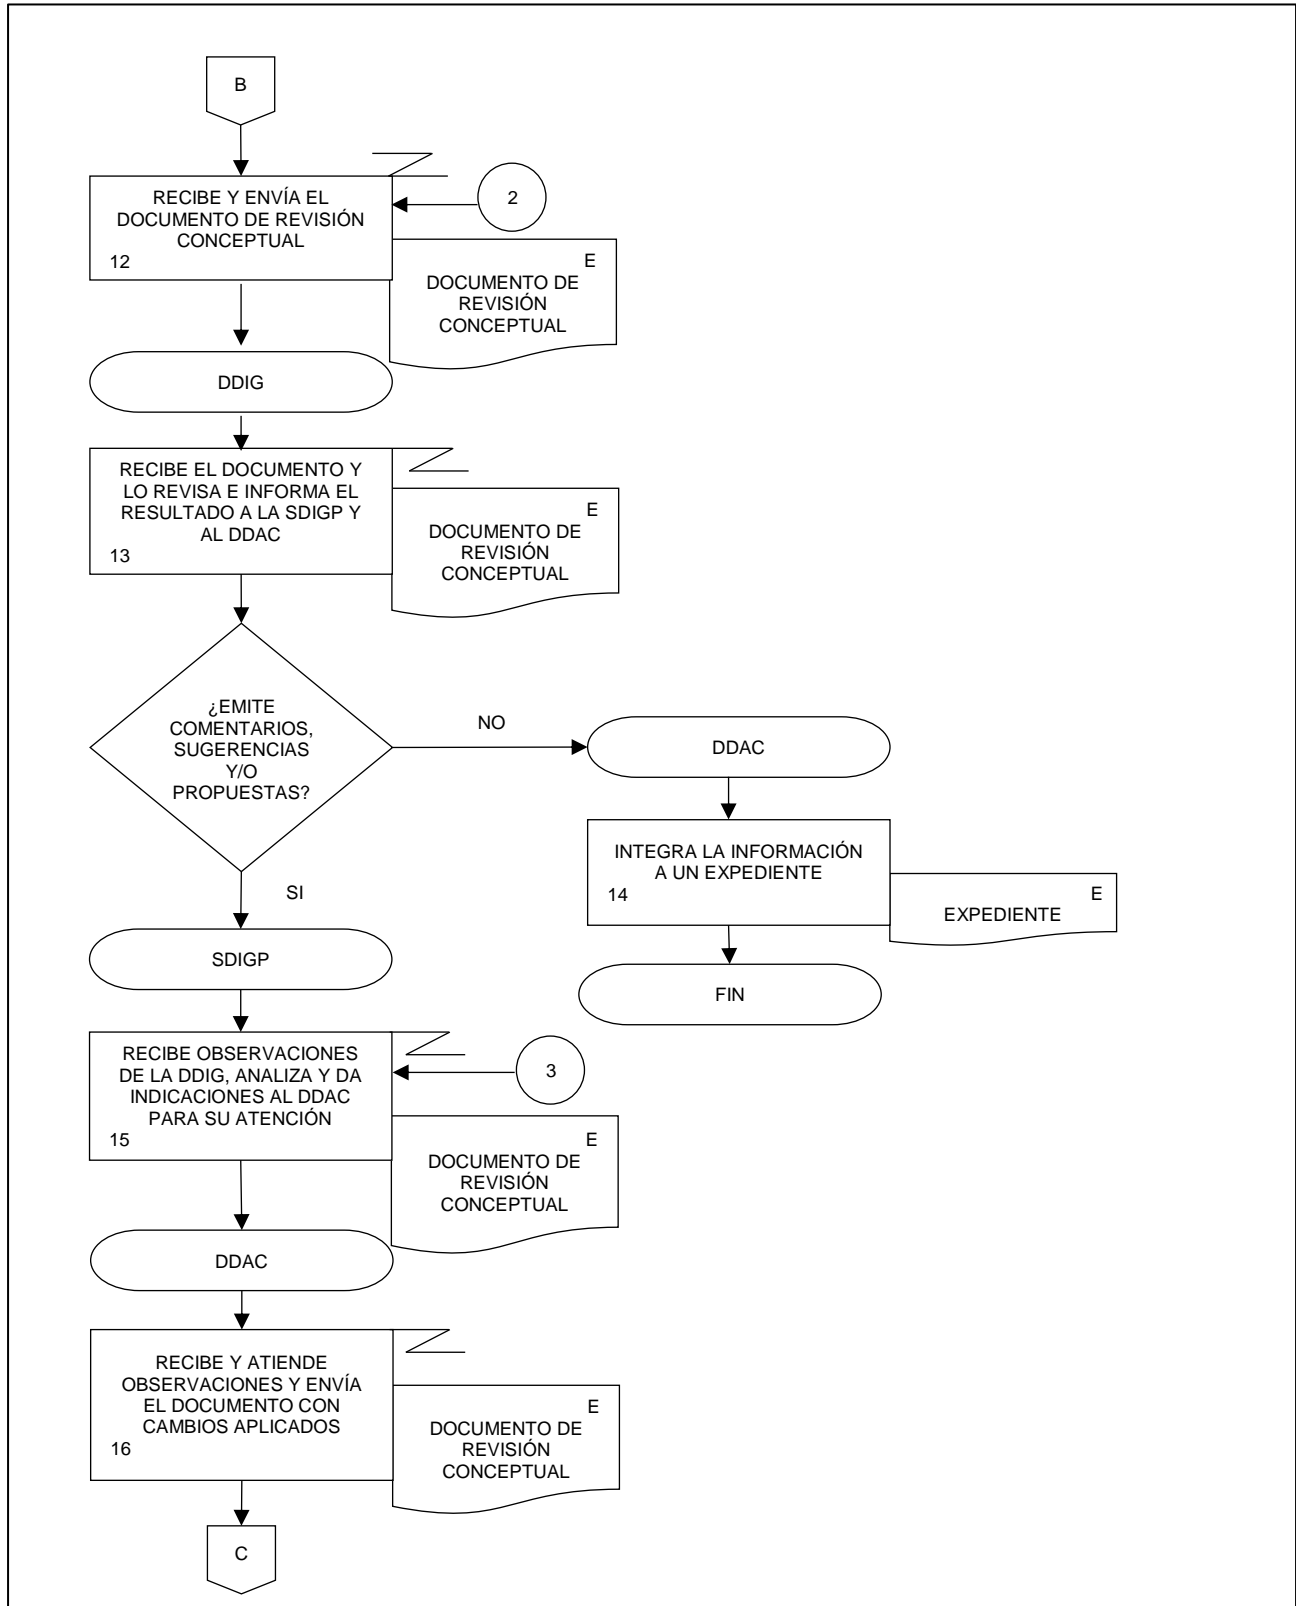 B
RECIBE Y ENVÍA EL
DOCUMENTO DE REVISIÓN
CONCEPTUAL
12
2
E
DOCUMENTO DE
REVISIÓN
CONCEPTUAL
DDIG
RECIBE EL DOCUMENTO Y
LO REVISA E INFORMA EL
RESULTADO A LA SDIGP Y
AL DDAC
13
E
DOCUMENTO DE
REVISIÓN
CONCEPTUAL
¿EMITE
COMENTARIOS,
SUGERENCIAS
Y/O
PROPUESTAS?
NO
DDAC
INTEGRA LA INFORMACIÓN
A UN EXPEDIENTE
14
E
EXPEDIENTE
FIN
SI
SDIGP
RECIBE OBSERVACIONES
DE LA DDIG, ANALIZA Y DA
INDICACIONES AL DDAC
PARA SU ATENCIÓN
15
3
E
DOCUMENTO DE
REVISIÓN
CONCEPTUAL
DDAC
RECIBE Y ATIENDE
OBSERVACIONES Y ENVÍA
EL DOCUMENTO CON
CAMBIOS APLICADOS
16
E
DOCUMENTO DE
REVISIÓN
CONCEPTUAL
C